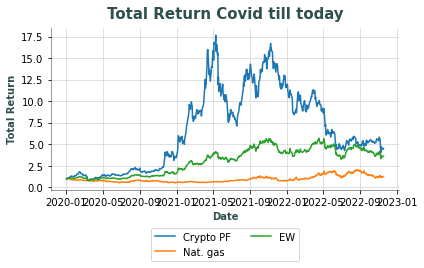 Total Return Covid till today
Total Return
17.5
15.0
12.5
10.0
7.5
5.0
2.5
0.0
2020-01 2020-05 2020-09 2021-01 2021-05 2021-09 2022-01 2022-05 2022-09 2023-01
Date
Crypto PF
EW
Nat. gas